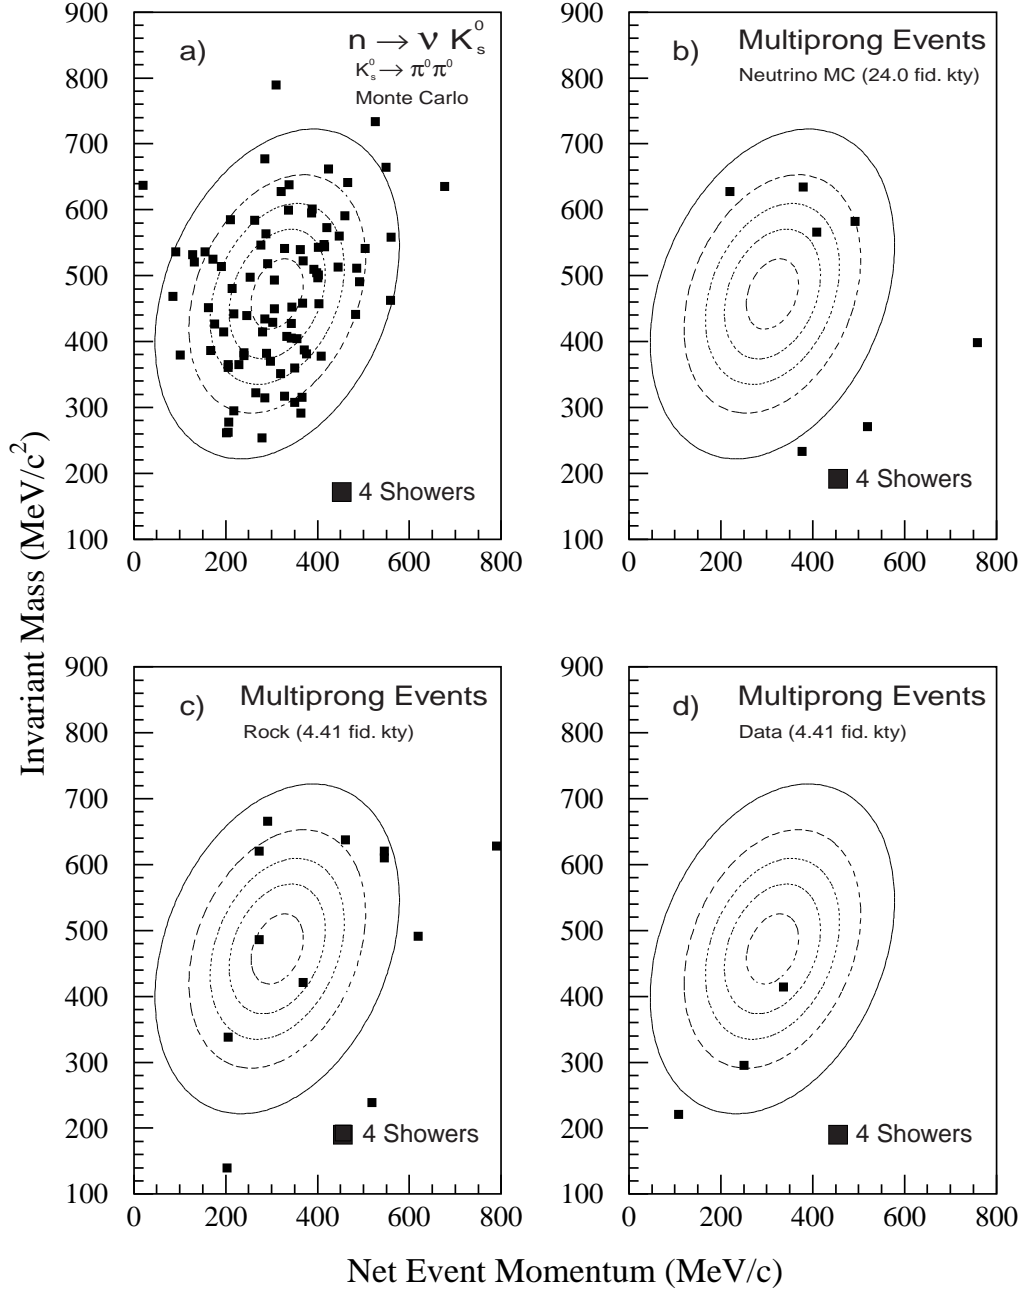 Invariant Mass (MeV/c²)
a)
n → ν K⁰ₛ
K⁰ₛ → π⁰π⁰
Monte Carlo
900
800
700
600
500
400
300
200
100
4 Showers
0 200 400 600 800
b)
Multiprong Events
Neutrino MC (24.0 fid. kty)
900
800
700
600
500
400
300
200
100
4 Showers
0 200 400 600 800
c)
Multiprong Events
Rock (4.41 fid. kty)
900
800
700
600
500
400
300
200
100
4 Showers
0 200 400 600 800
d)
Multiprong Events
Data (4.41 fid. kty)
900
800
700
600
500
400
300
200
100
4 Showers
0 200 400 600 800
Net Event Momentum (MeV/c)